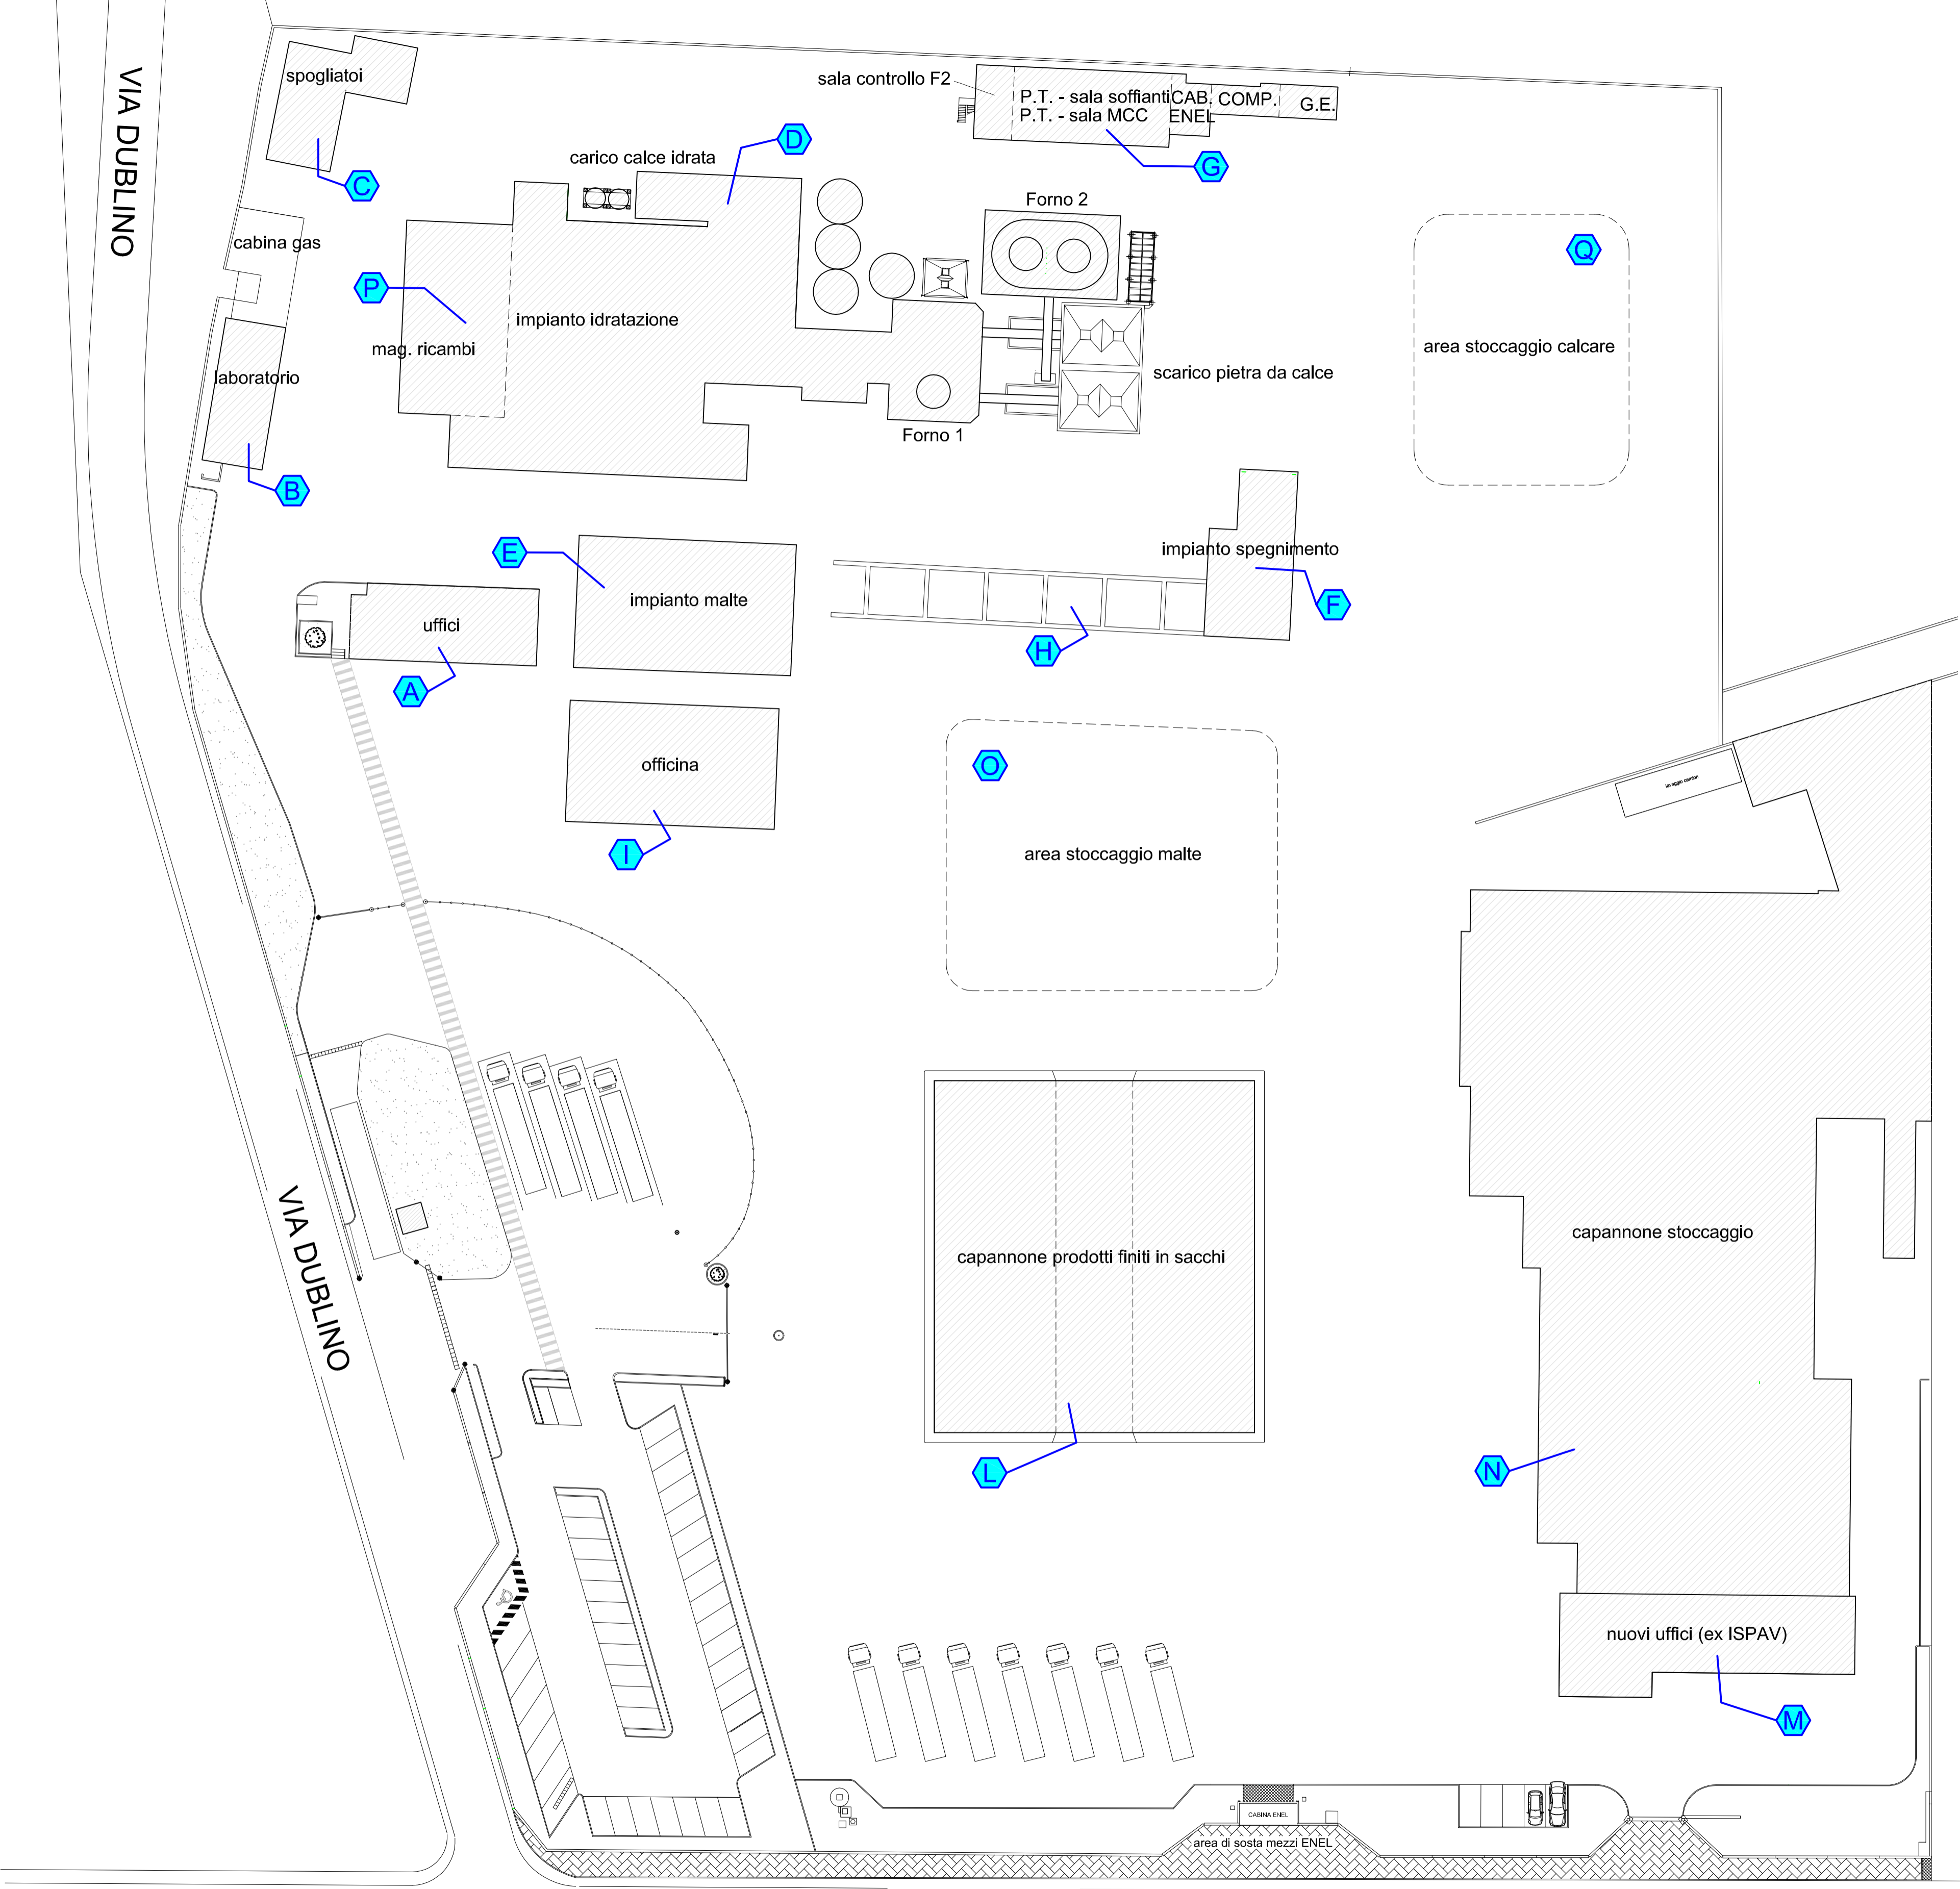 VIA DUBLINO
spogliatoi
C
cabina gas
laboratorio
B
sala controllo F2
P.T. - sala soffianti
P.T. - sala MCC
CAB.
ENEL
COMP.
G.E.
G
carico calce idrata
D
P
mag. ricambi
impianto idratazione
Forno 2
Forno 1
scarico pietra da calce
Q
area stoccaggio calcare
E
impianto malte
uffici
A
H
impianto spegnimento
F
officina
I
O
area stoccaggio malte
lavaggio camion
VIA DUBLINO
capannone prodotti finiti in sacchi
L
capannone stoccaggio
N
nuovi uffici (ex ISPAV)
M
CABINA ENEL
area di sosta mezzi ENEL